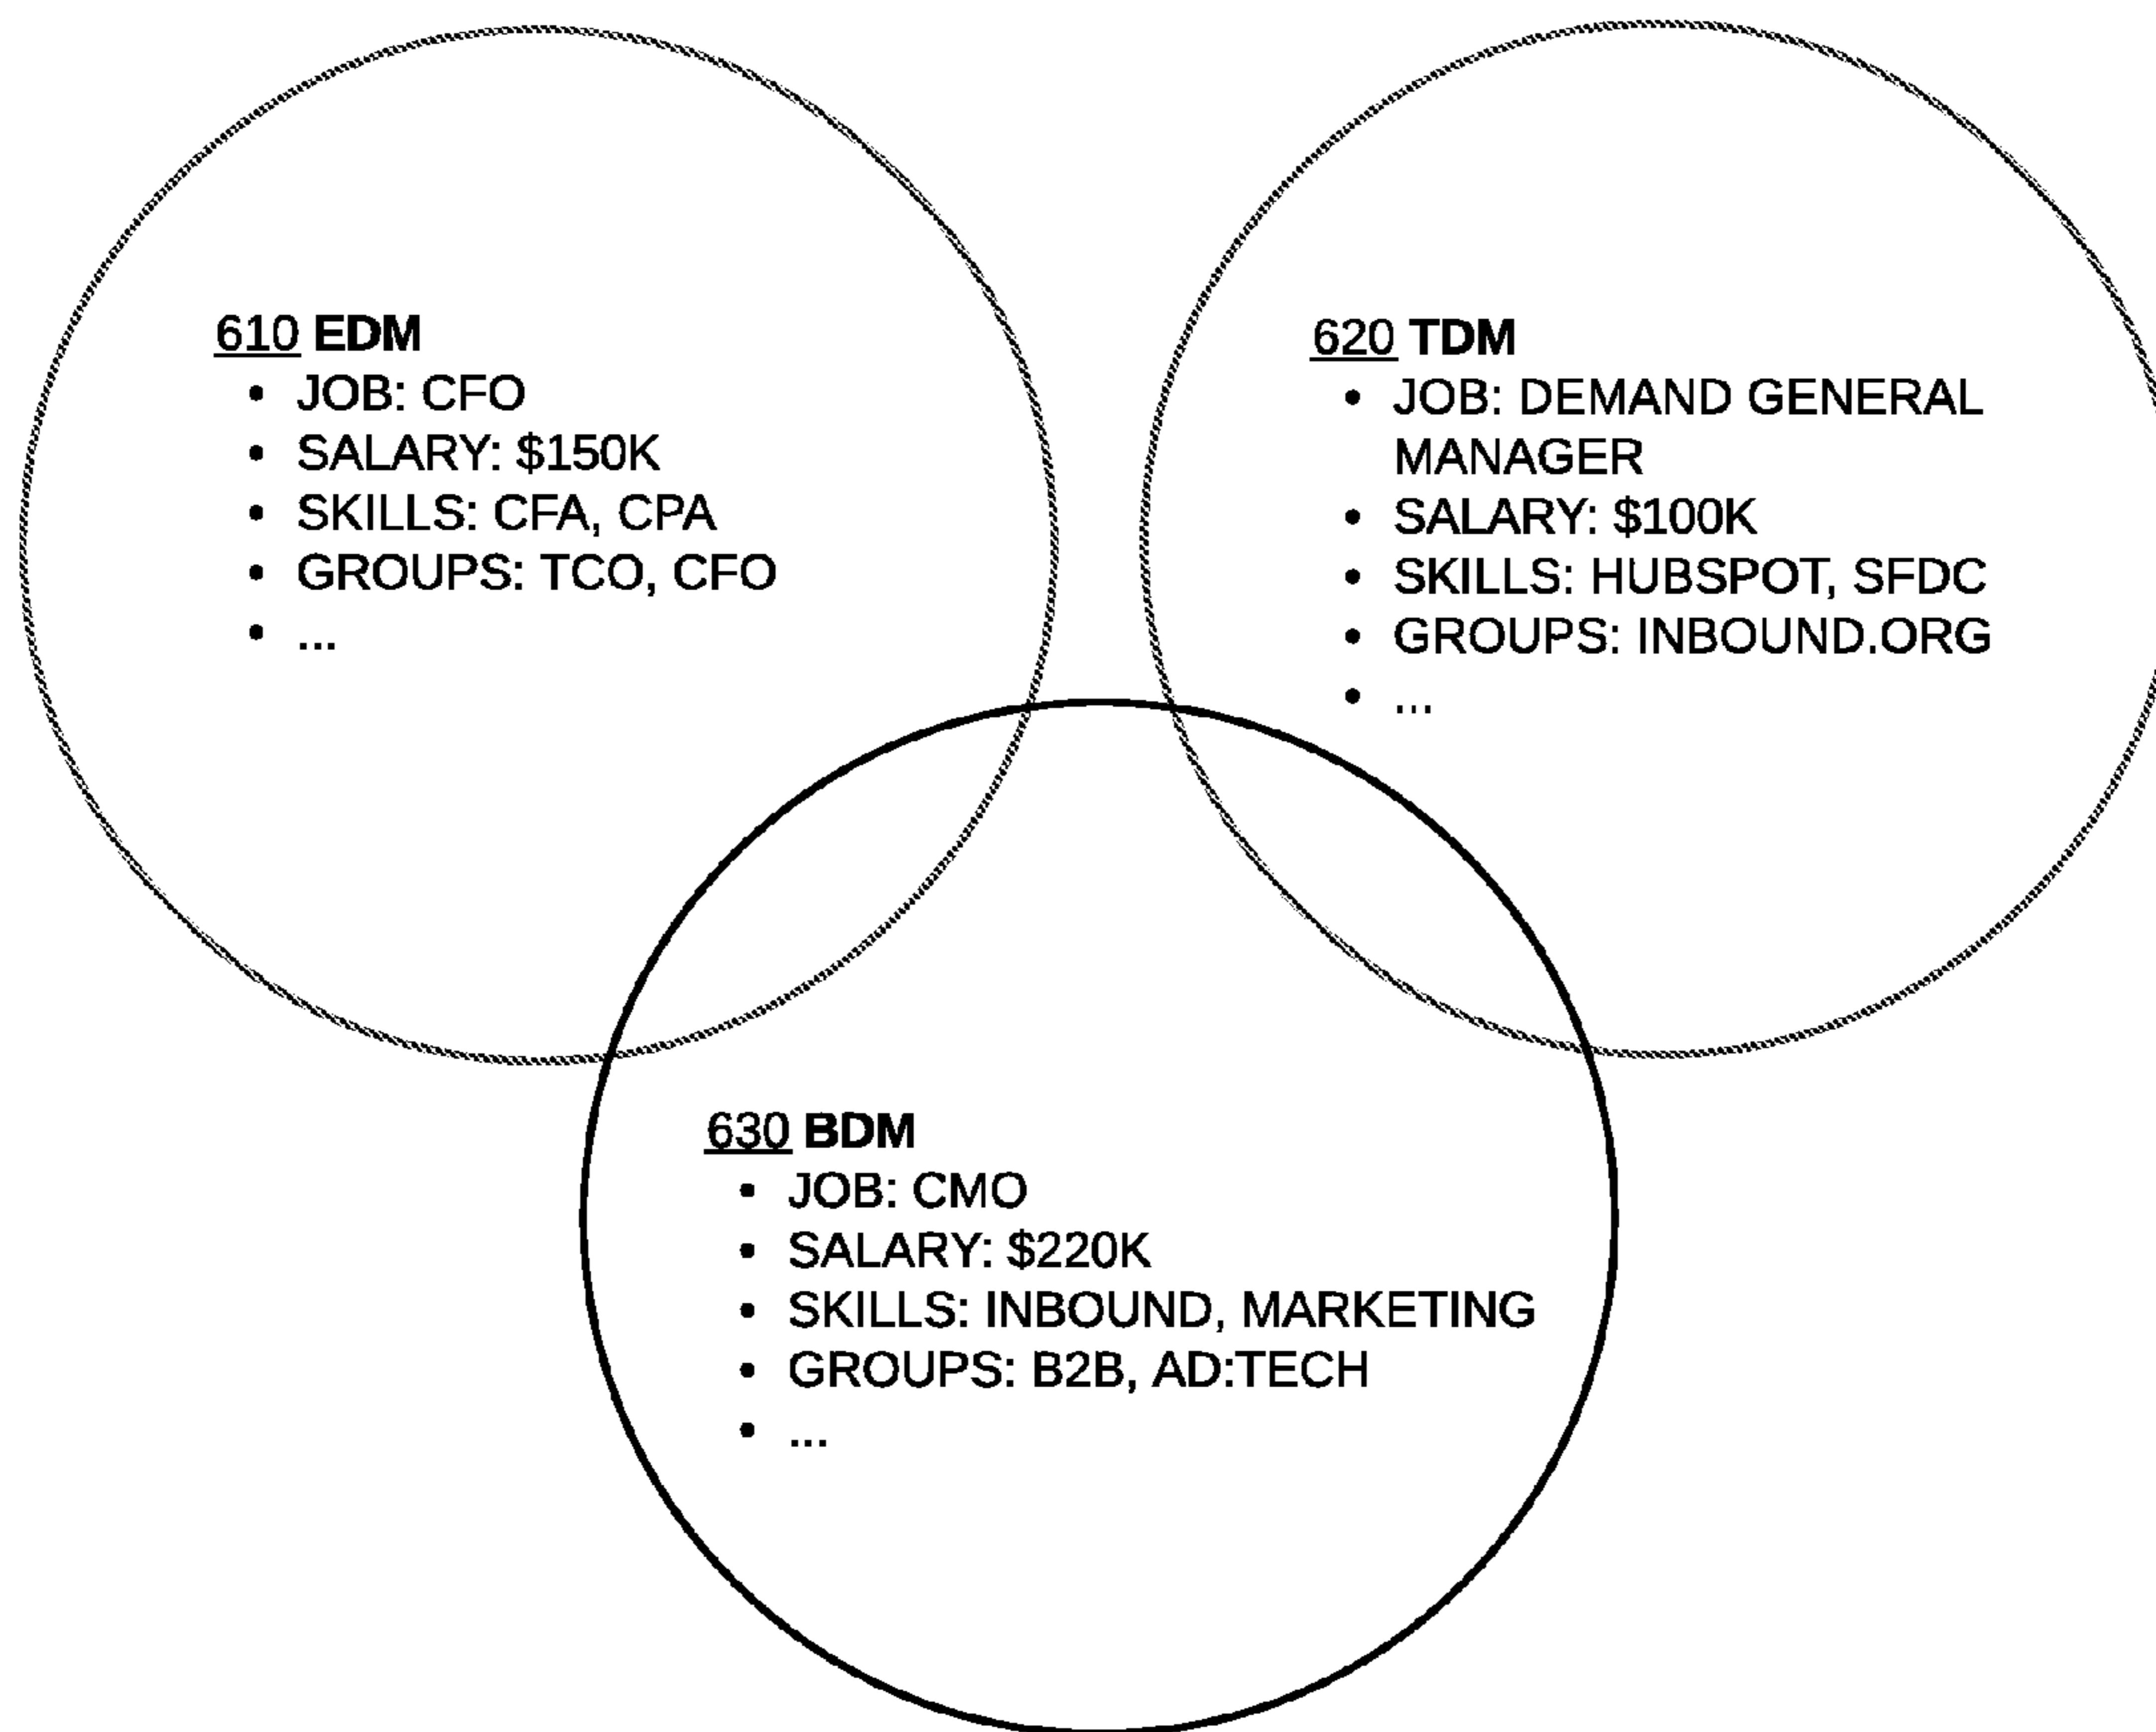 610 EDM
• JOB: CFO
• SALARY: $150K
• SKILLS: CFA, CPA
• GROUPS: TCO, CFO
• ...
620 TDM
• JOB: DEMAND GENERAL
MANAGER
• SALARY: $100K
• SKILLS: HUBSPOT, SFDC
• GROUPS: INBOUND.ORG
• ...
630 BDM
• JOB: CMO
• SALARY: $220K
• SKILLS: INBOUND, MARKETING
• GROUPS: B2B, AD:TECH
• ...